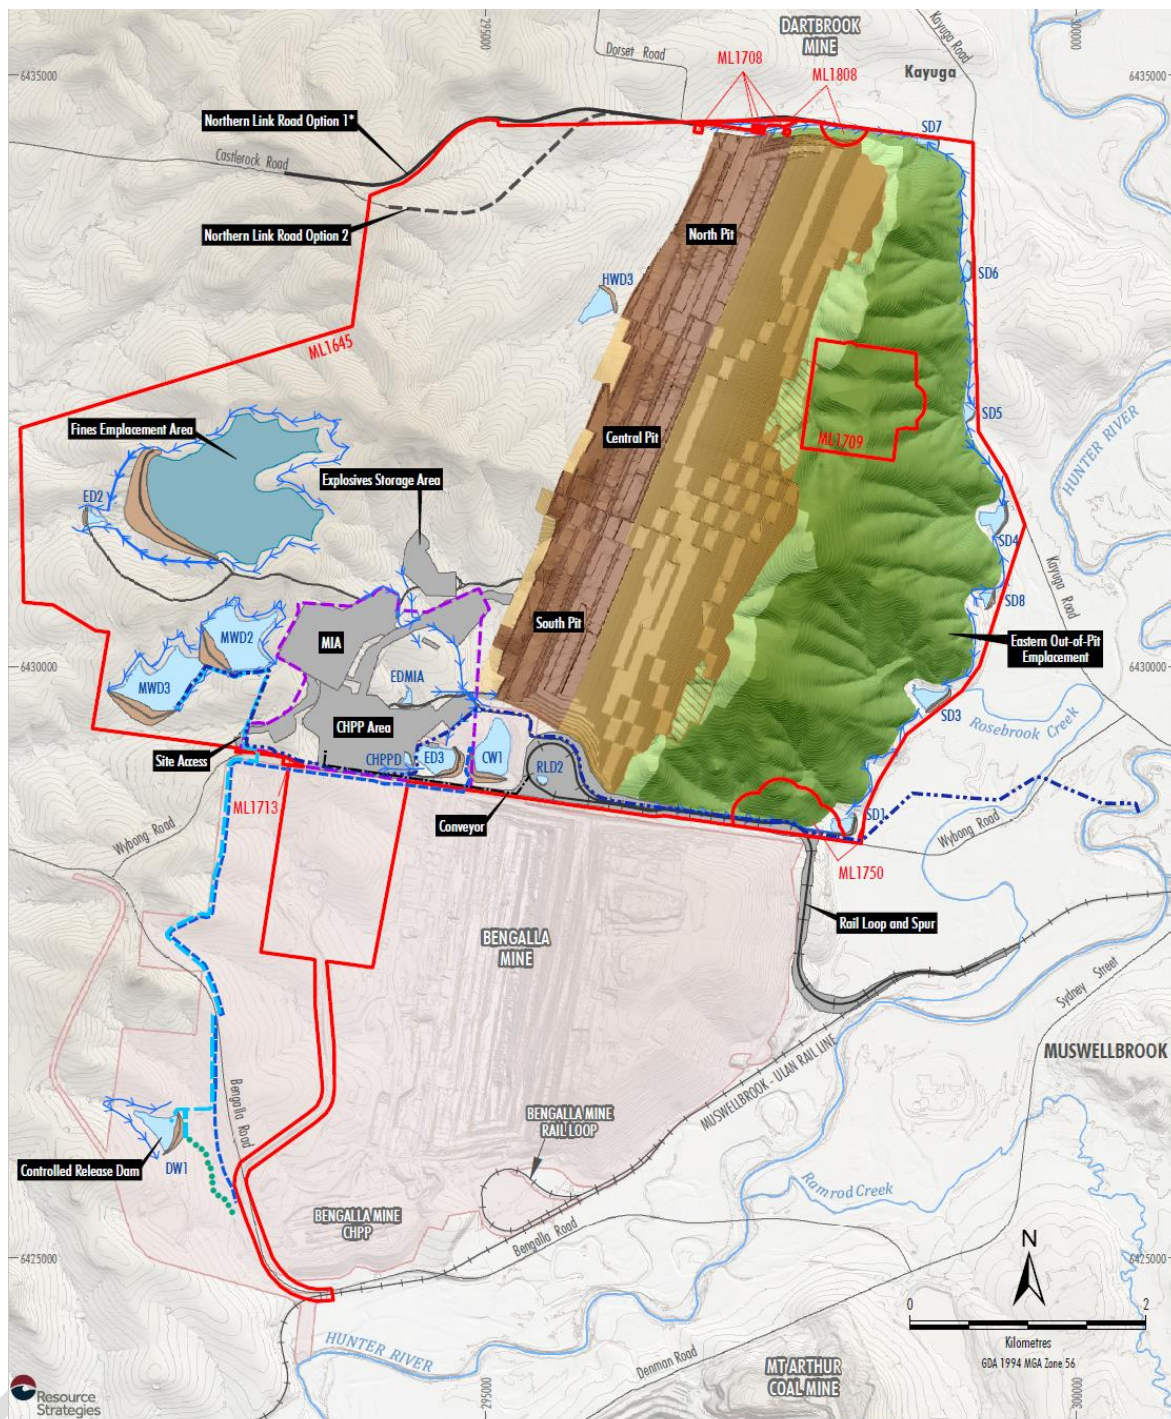 295000
300000
DARTBROOK
MINE
Kayuga Road
Dorset Road
ML1708
ML1808
Kayuga
6435000
6435000
Northern Link Road Option 1*
SD7
Castlerock Road
Northern Link Road Option 2
North Pit
HWD3
SD6
ML1645
Fines Emplacement Area
SD5
Central Pit
ML1709
HUNTER RIVER
Explosives Storage Area
ED2
SD4
Kayuga Road
SD8
MWD2
MIA
South Pit
Eastern Out-of-Pit
Emplacement
6430000
6430000
MWD3
EDMIA
SD3
Rosebrook Creek
CHPP Area
Site Access
CHPPD
ED3
CW1
RLD2
ML1713
Conveyor
SD1
Wybong Road
Wybong Road
ML1750
Rail Loop and Spur
BENGALLA
MINE
Sydney Street
MUSWELLBROOK
MUSWELLBROOK - ULAN RAIL LINE
Bengalla Road
BENGALLA MINE
RAIL LOOP
Controlled Release Dam
DW1
Ramrod Creek
BENGALLA MINE
CHPP
Bengalla Road
N
6425000
6425000
0
2
Kilometres
GDA 1994 MGA Zone 56
HUNTER RIVER
Denman Road
MT ARTHUR
COAL MINE
Resource
Strategies
295000
300000